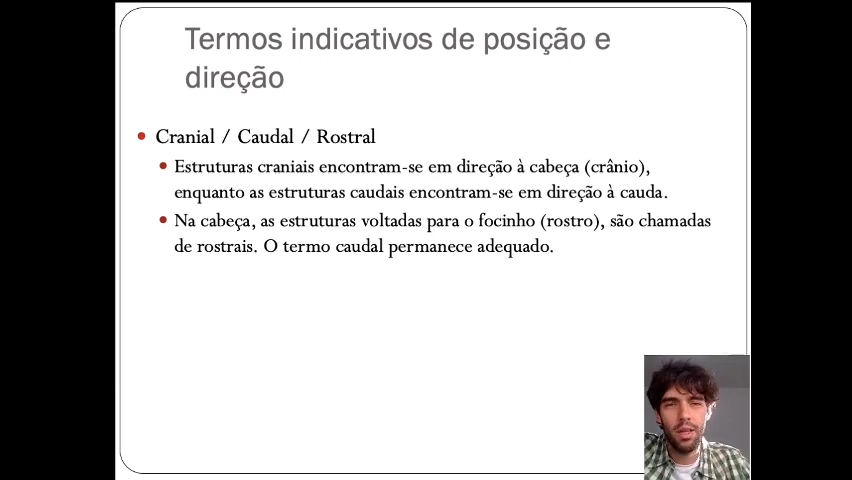 Termos indicativos de posição e
direção
Cranial / Caudal / Rostral
Estruturas craniais encontram-se em direção à cabeça (crânio),
enquanto as estruturas caudais encontram-se em direção à cauda.
Na cabeça, as estruturas voltadas para o focinho (rostro), são chamadas
de rostrais. O termo caudal permanece adequado.